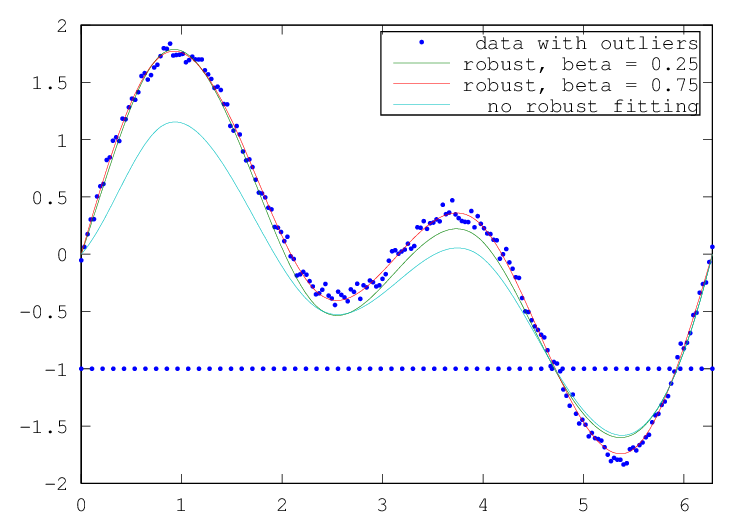 2
1.5
1
0.5
0
-0.5
-1
-1.5
-2
0 1 2 3 4 5 6
data with outliers
robust, beta = 0.25
robust, beta = 0.75
no robust fitting